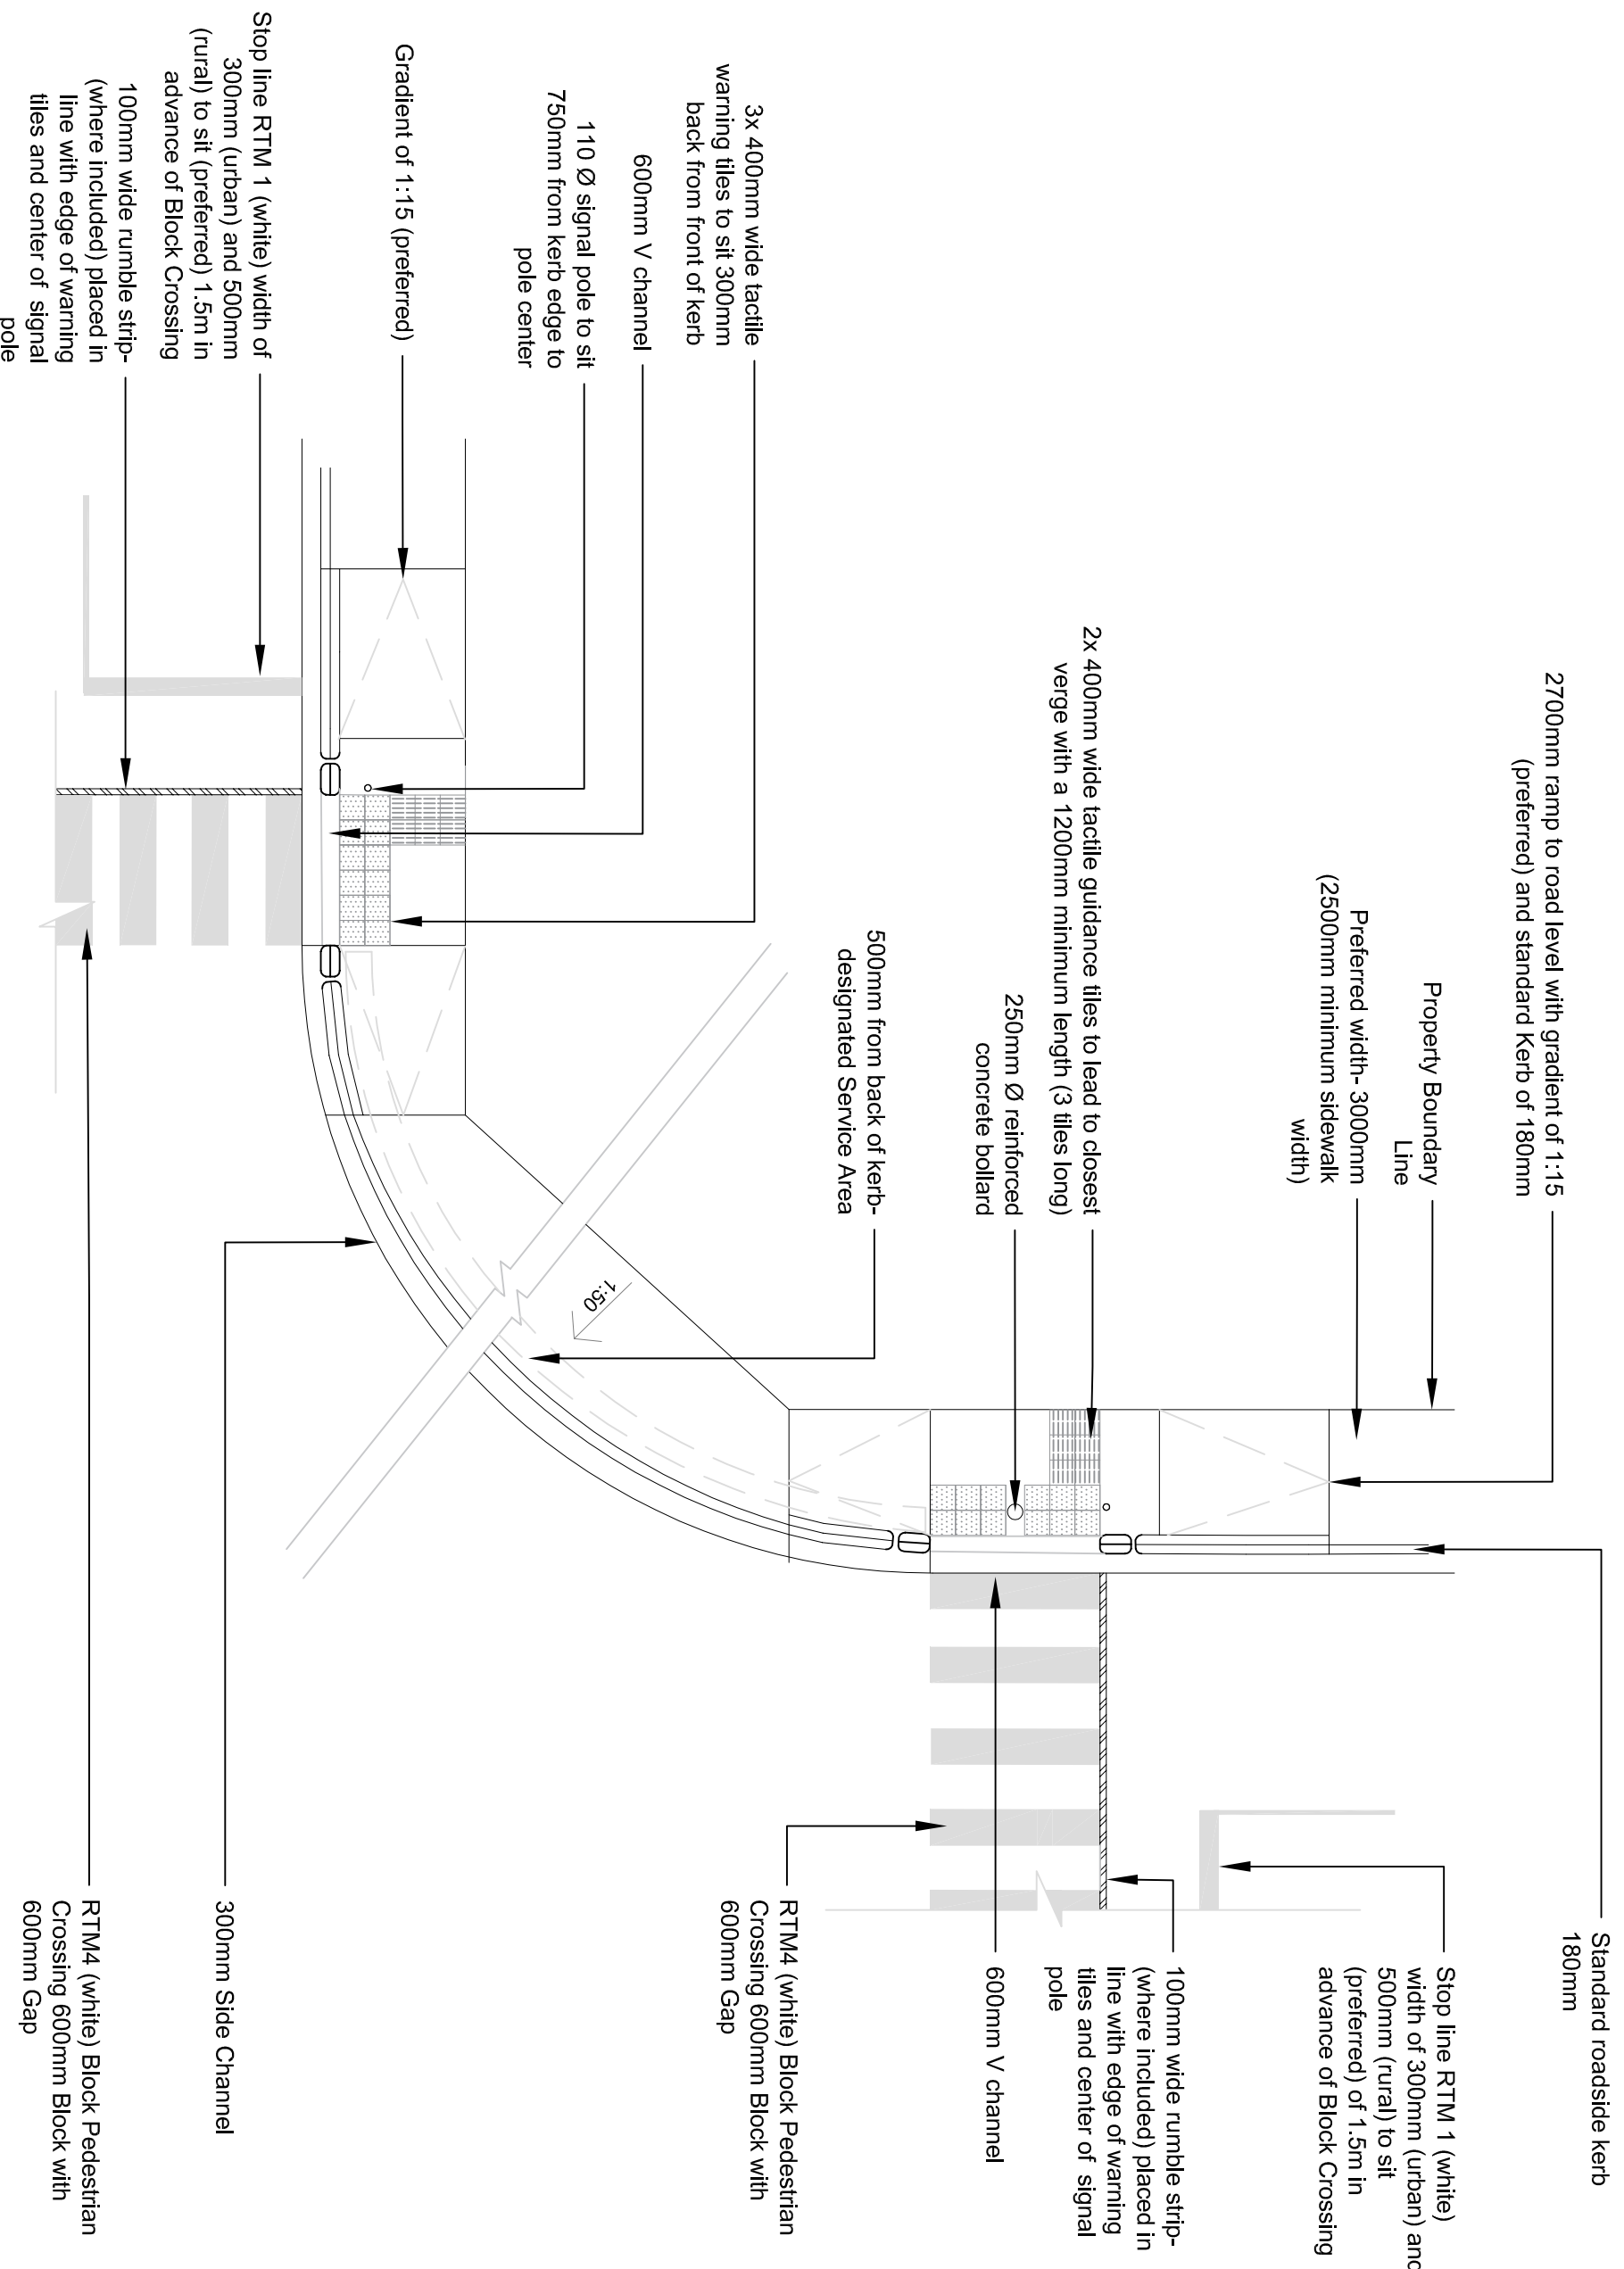 Standard roadside kerb
180mm
2700mm ramp to road level with gradient of 1:15
(preferred) and standard Kerb of 180mm
Property Boundary
Line
Preferred width- 3000mm
(2500mm minimum sidewalk
width)
2x 400mm wide tactile guidance tiles to lead to closest
verge with a 1200mm minimum length (3 tiles long)
250mm Ø reinforced
concrete bollard
500mm from back of kerb-
designated Service Area
3x 400mm wide tactile
warning tiles to sit 300mm
back from front of kerb
600mm V channel
110 Ø signal pole to sit
750mm from kerb edge to
pole center
Gradient of 1:15 (preferred)
Stop line RTM 1 (white) width of
300mm (urban) and 500mm
(rural) to sit (preferred) 1.5m in
advance of Block Crossing
100mm wide rumble strip-
(where included) placed in
line with edge of warning
tiles and center of signal
pole
1:50
Stop line RTM 1 (white)
width of 300mm (urban) and
500mm (rural) to sit
(preferred) of 1.5m in
advance of Block Crossing
100mm wide rumble strip-
(where included) placed in
line with edge of warning
tiles and center of signal
pole
600mm V channel
RTM4 (white) Block Pedestrian
Crossing 600mm Block with
600mm Gap
300mm Side Channel
RTM4 (white) Block Pedestrian
Crossing 600mm Block with
600mm Gap